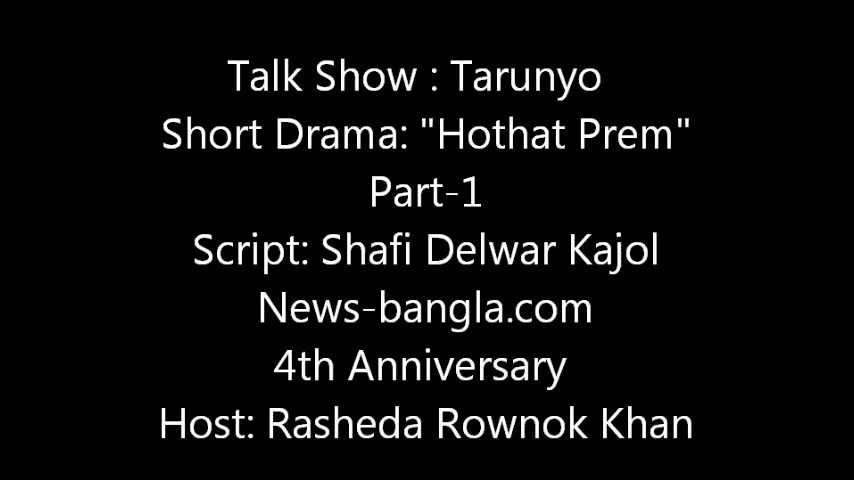 Talk Show : Tarunyo
Short Drama: "Hothat Prem"
Part-1
Script: Shafi Delwar Kajol
News-bangla.com
4th Anniversary
Host: Rasheda Rownok Khan